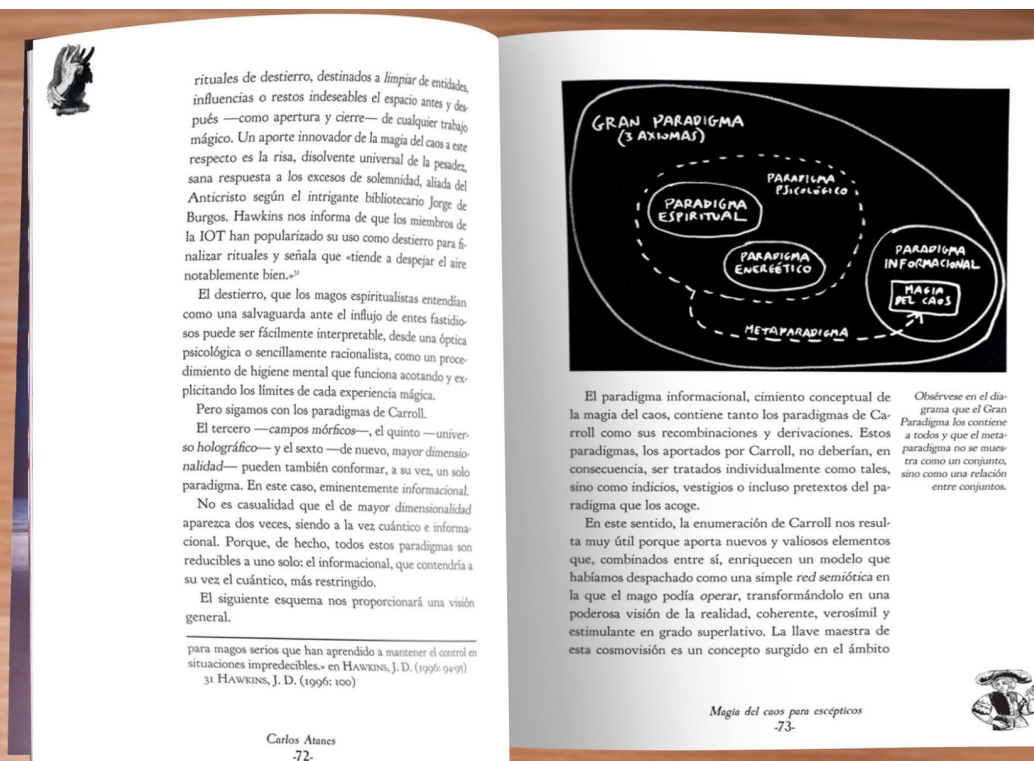 rituales de destierro, destinados a limpiar de entidades,
influencias o restos indeseables el espacio antes y des-
pués —como apertura y cierre— de cualquier trabajo
mágico. Un aporte innovador de la magia del caos a este
respecto es la risa, disolvente universal de la pesadez,
sana respuesta a los excesos de solemnidad, aliada del
Anticristo según el intrigante bibliotecario Jorge de
Burgos. Hawkins nos informa de que los miembros de
la IOT han popularizado su uso como destierro para fi-
nalizar rituales y señala que «tiende a despejar el aire
notablemente bien.»31
El destierro, que los magos espiritualistas entendían
como una salvaguarda ante el influjo de entes fastidio-
sos puede ser fácilmente interpretable, desde una óptica
psicológica o sencillamente racionalista, como un proce-
dimiento de higiene mental que funciona acotando y ex-
plicitando los límites de cada experiencia mágica.
Pero sigamos con los paradigmas de Carroll.
El tercero —campos mórficos—, el quinto —univer-
so holográfico— y el sexto —de nuevo, mayor dimensio-
nalidad— pueden también conformar, a su vez, un solo
paradigma. En este caso, eminentemente informacional.
No es casualidad que el de mayor dimensionalidad
aparezca dos veces, siendo a la vez cuántico e informa-
cional. Porque, de hecho, todos estos paradigmas son
reducibles a uno solo: el informacional, que contendría a
su vez el cuántico, más restringido.
El siguiente esquema nos proporcionará una visión
general.
para magos serios que han aprendido a mantener el control en
situaciones impredecibles.» en HAWKINS, J. D. (1996: 94-91)
31 HAWKINS, J. D. (1996: 100)
Carlos Atanes
-72-
GRAN PARADIGMA
(3 AXIOMAS)
PARADIGMA
PSICOLÓGICO
PARADIGMA
ESPIRITUAL
PARADIGMA
ENERGÉTICO
PARADIGMA
INFORMACIONAL
MAGIA
DEL CAOS
METAPARADIGMA
El paradigma informacional, cimiento conceptual de
la magia del caos, contiene tanto los paradigmas de Ca-
rroll como sus recombinaciones y derivaciones. Estos
paradigmas, los aportados por Carroll, no deberían, en
consecuencia, ser tratados individualmente como tales,
sino como indicios, vestigios o incluso pretextos del pa-
radigma que los acoge.
En este sentido, la enumeración de Carroll nos resul-
ta muy útil porque aporta nuevos y valiosos elementos
que, combinados entre sí, enriquecen un modelo que
habíamos despachado como una simple red semiótica en
la que el mago podía operar, transformándolo en una
poderosa visión de la realidad, coherente, verosímil y
estimulante en grado superlativo. La llave maestra de
esta cosmovisión es un concepto surgido en el ámbito
Obsérvese en el dia-
grama que el Gran
Paradigma los contiene
a todos y que el meta-
paradigma no se mues-
tra como un conjunto,
sino como una relación
entre conjuntos.
Magia del caos para escépticos
-73-